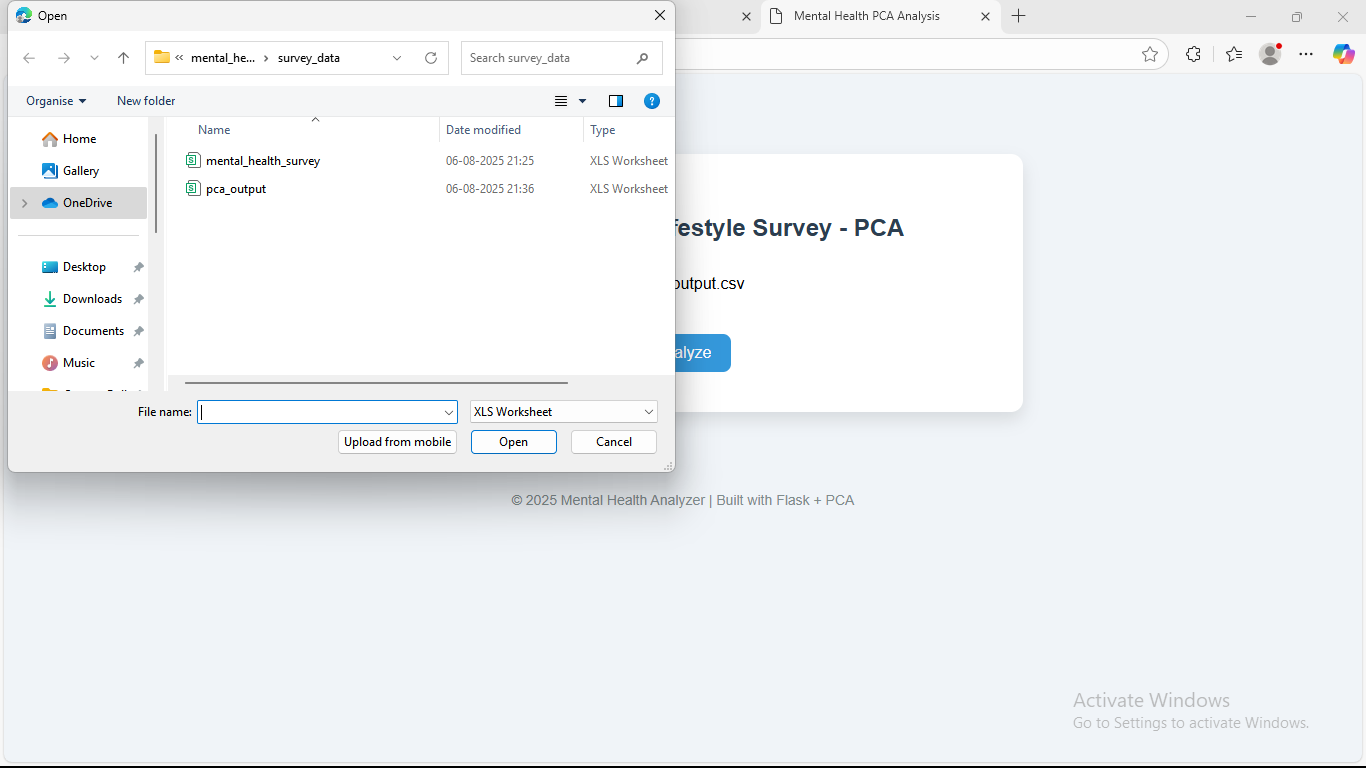 Open
Mental Health PCA Analysis
« mental_he... › survey_data
Search survey_data
Organise
New folder
Home
Gallery
OneDrive
Desktop
Downloads
Documents
Music
Name
Date modified
Type
mental_health_survey
06-08-2025 21:25
XLS Worksheet
pca_output
06-08-2025 21:36
XLS Worksheet
File name:
XLS Worksheet
Upload from mobile
Open
Cancel
festyle Survey - PCA
output.csv
alyze
© 2025 Mental Health Analyzer | Built with Flask + PCA
Activate Windows
Go to Settings to activate Windows.